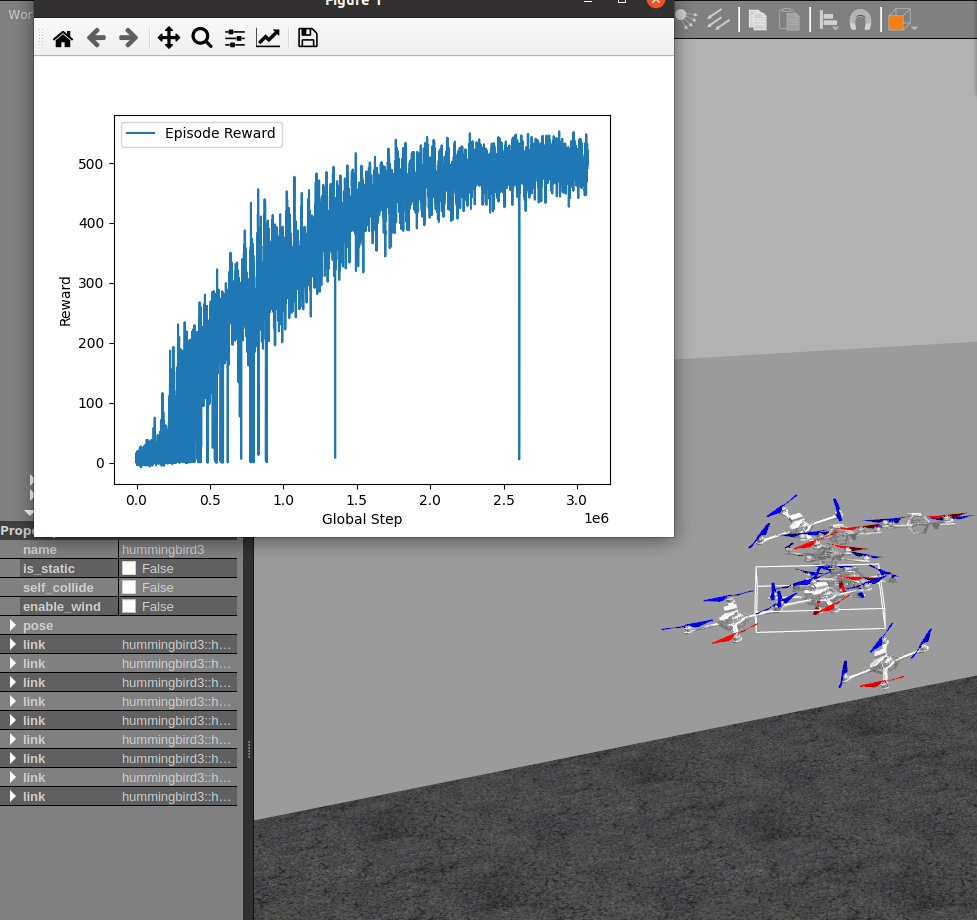 Wor
Figure 1
Episode Reward
500
400
300
200
100
0
Reward
0.0 0.5 1.0 1.5 2.0 2.5 3.0
1e6
Global Step
Prope
name hummingbird3
is_static False
self_collide False
enable_wind False
pose
link hummingbird3::h...
link hummingbird3::h...
link hummingbird3::h...
link hummingbird3::h...
link hummingbird3::h...
link hummingbird3::h...
link hummingbird3::h...
link hummingbird3::h...
link hummingbird3::h...